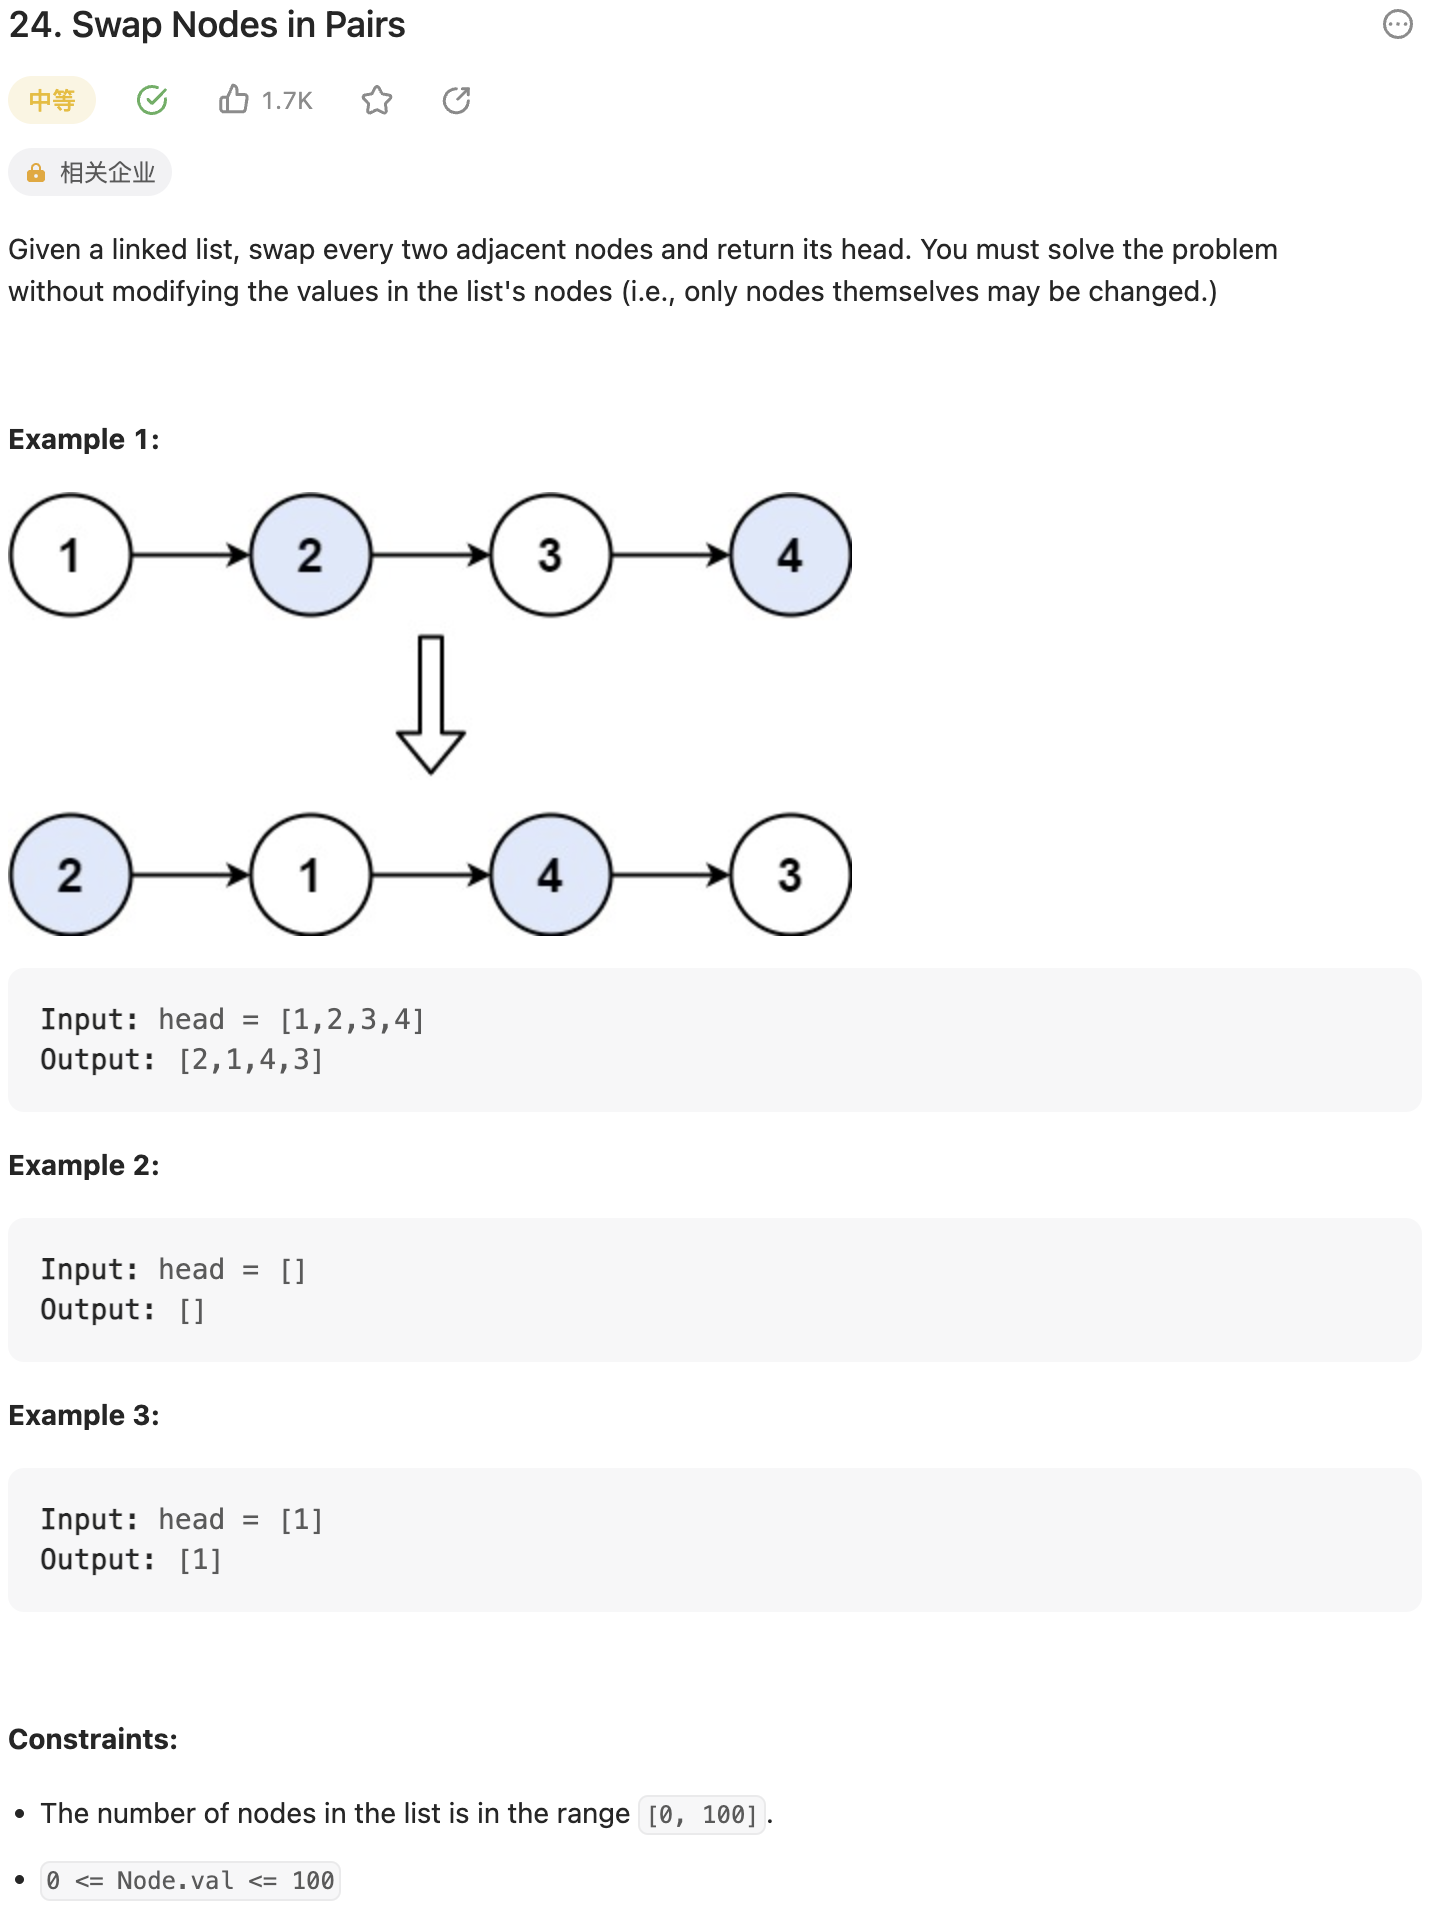 24. Swap Nodes in Pairs
中等 1.7K
相关企业
Given a linked list, swap every two adjacent nodes and return its head. You must solve the problem
without modifying the values in the list's nodes (i.e., only nodes themselves may be changed.)
Example 1:
1 2 3 4
2 1 4 3
Input: head = [1,2,3,4]
Output: [2,1,4,3]
Example 2:
Input: head = []
Output: []
Example 3:
Input: head = [1]
Output: [1]
Constraints:
• The number of nodes in the list is in the range [0, 100].
• 0 <= Node.val <= 100